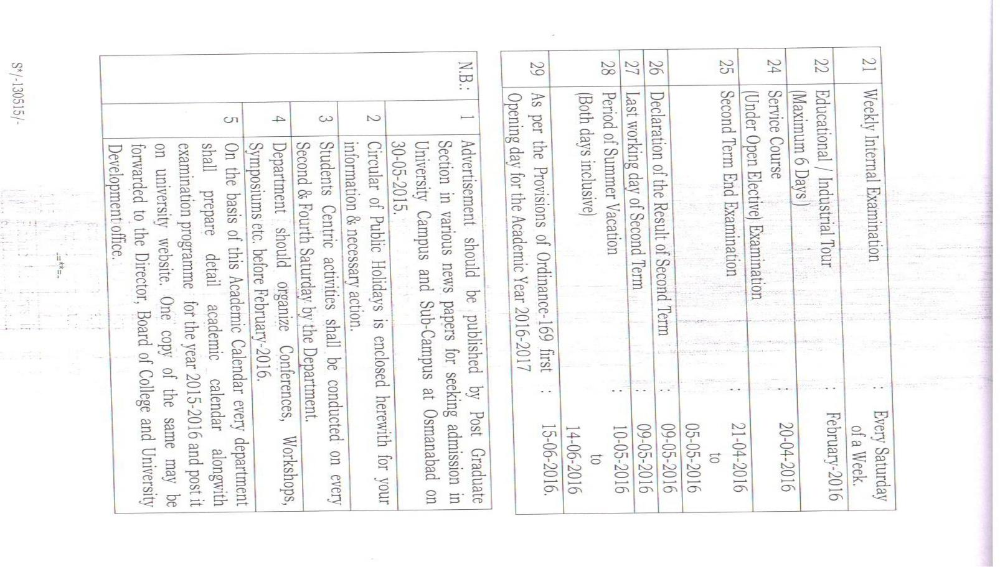 21 Weekly Internal Examination : Every Saturday
of a Week.
22 Educational / Industrial Tour : February-2016
(Maximum 6 Days)
24 Service Course : 20-04-2016
(Under Open Elective) Examination
25 Second Term End Examination : 21-04-2016
to
05-05-2016
26 Declaration of the Result of Second Term : 09-05-2016
27 Last working day of Second Term : 09-05-2016
28 Period of Summer Vacation : 10-05-2016
(Both days inclusive) to
14-06-2016
29 As per the Provisions of Ordinance-169 first : 15-06-2016.
Opening day for the Academic Year 2016-2017
N.B.: 1 Advertisement should be published by Post Graduate
Section in various news papers for seeking admission in
University Campus and Sub-Campus at Osmanabad on
30-05-2015.
2 Circular of Public Holidays is enclosed herewith for your
information & necessary action.
3 Students Centric activities shall be conducted on every
Second & Fourth Saturday by the Department.
4 Department should organize Conferences, Workshops,
Symposiums etc. before February-2016.
5 On the basis of this Academic Calendar every department
shall prepare detail academic calendar alongwith
examination programme for the year 2015-2016 and post it
on university website. One copy of the same may be
forwarded to the Director, Board of College and University
Development office.
-=**=-
S*/-130515/-